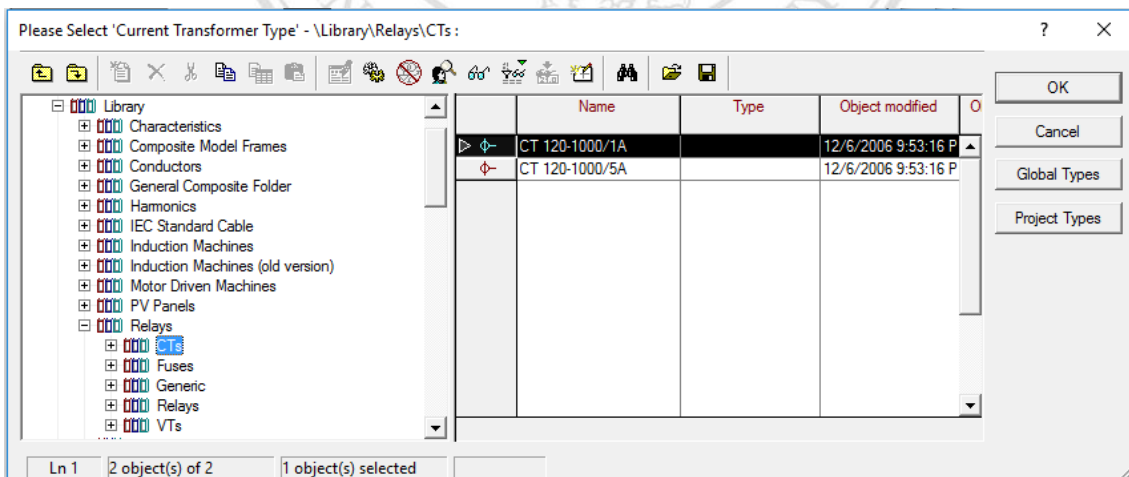 Please Select 'Current Transformer Type' - \Library\Relays\CTs :
? 
OK
Cancel
Global Types
Project Types
Library
Characteristics
Composite Model Frames
Conductors
General Composite Folder
Harmonics
IEC Standard Cable
Induction Machines
Induction Machines (old version)
Motor Driven Machines
PV Panels
Relays
CTs
Fuses
Generic
Relays
VTs
Name Type Object modified O
CT 120-1000/1A 12/6/2006 9:53:16 P
CT 120-1000/5A 12/6/2006 9:53:16 P
Ln 1 2 object(s) of 2 1 object(s) selected